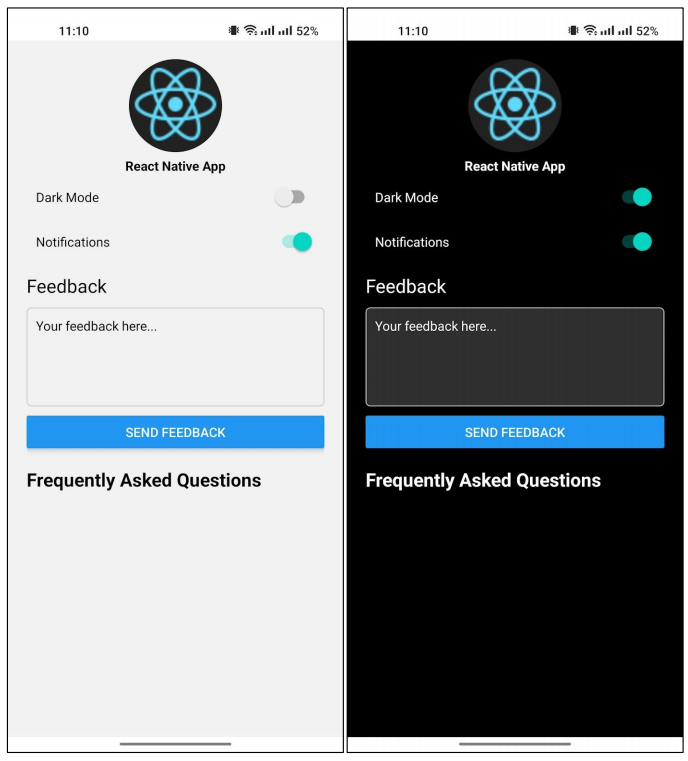 11:10 52%
React Native App
Dark Mode
Notifications
Feedback
Your feedback here...
SEND FEEDBACK
Frequently Asked Questions
11:10 52%
React Native App
Dark Mode
Notifications
Feedback
Your feedback here...
SEND FEEDBACK
Frequently Asked Questions